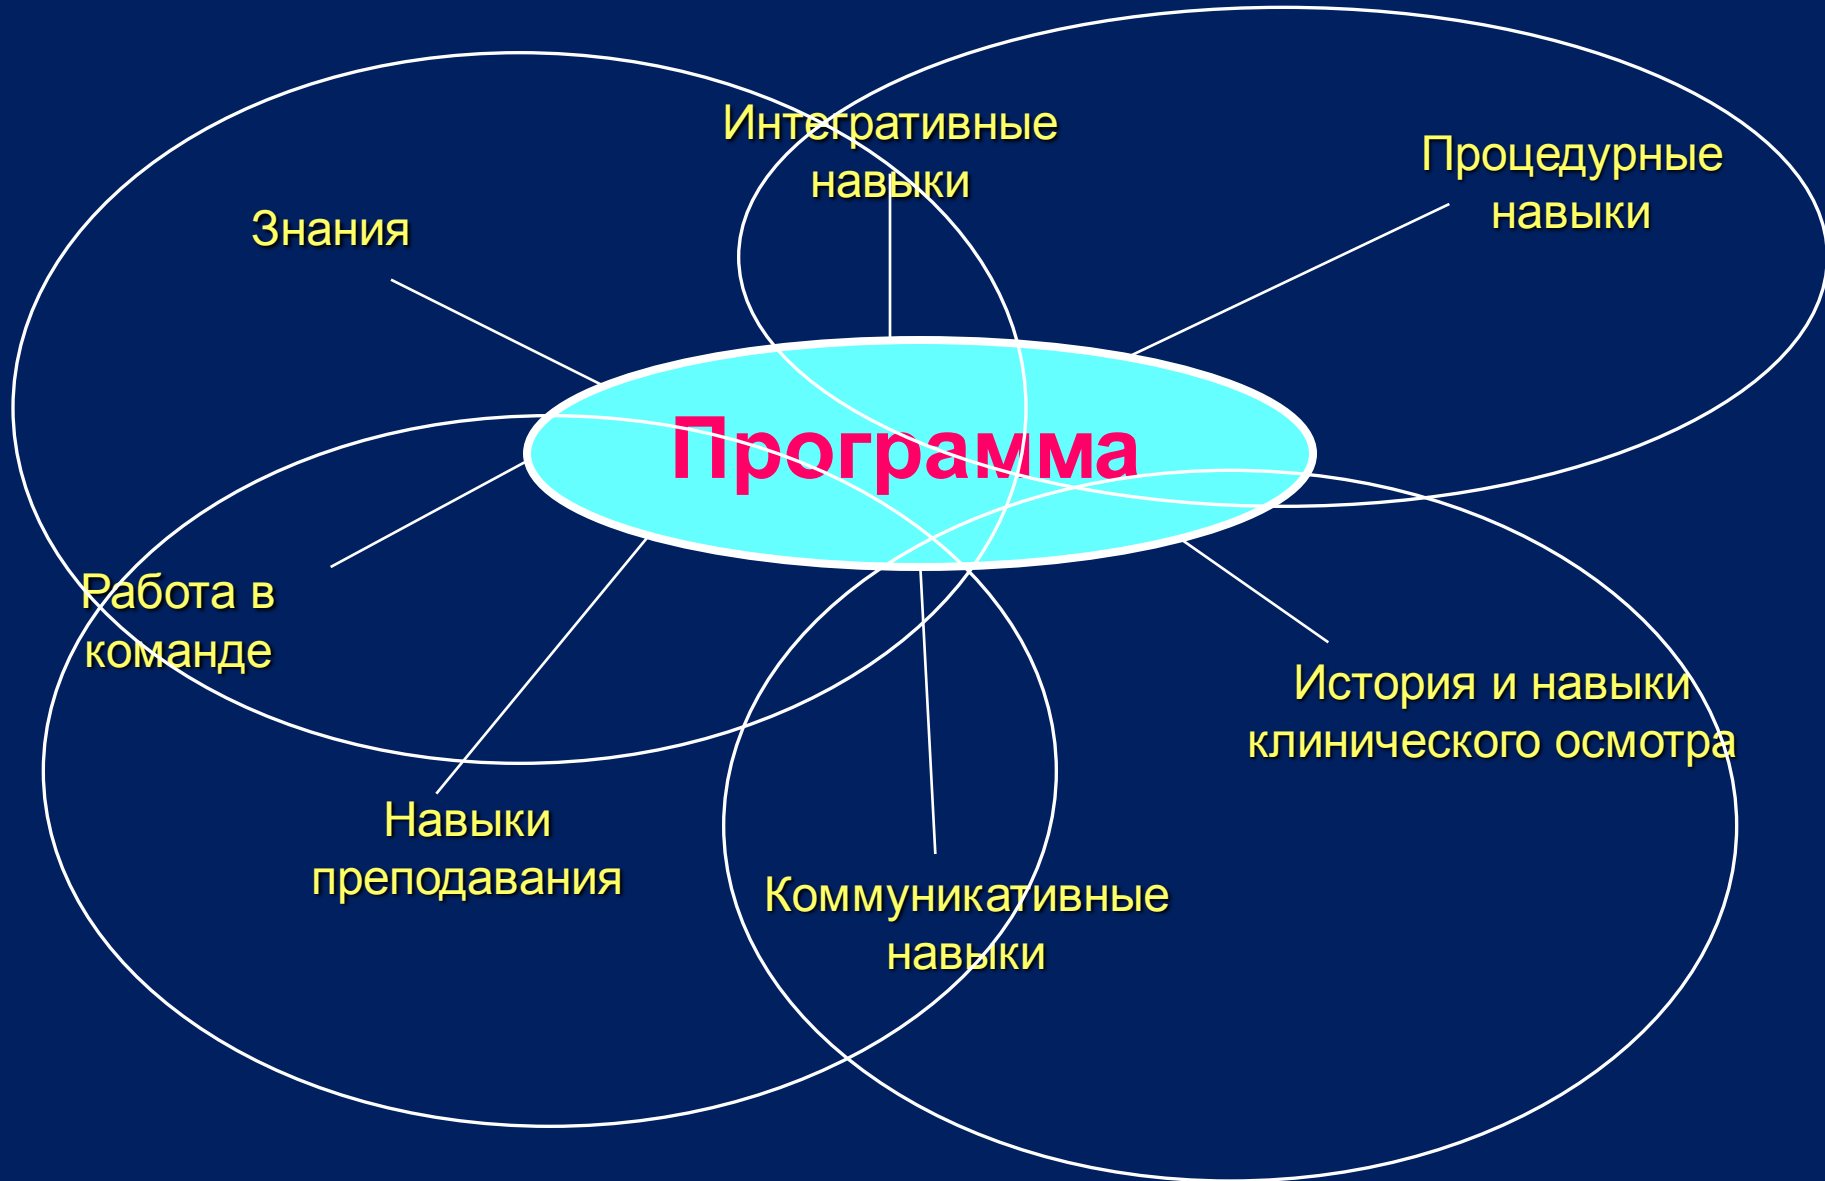 Интегративные
навыки
Процедурные
навыки
Знания
Программа
Работа в
команде
История и навыки
клинического осмотра
Навыки
преподавания
Коммуникативные
навыки